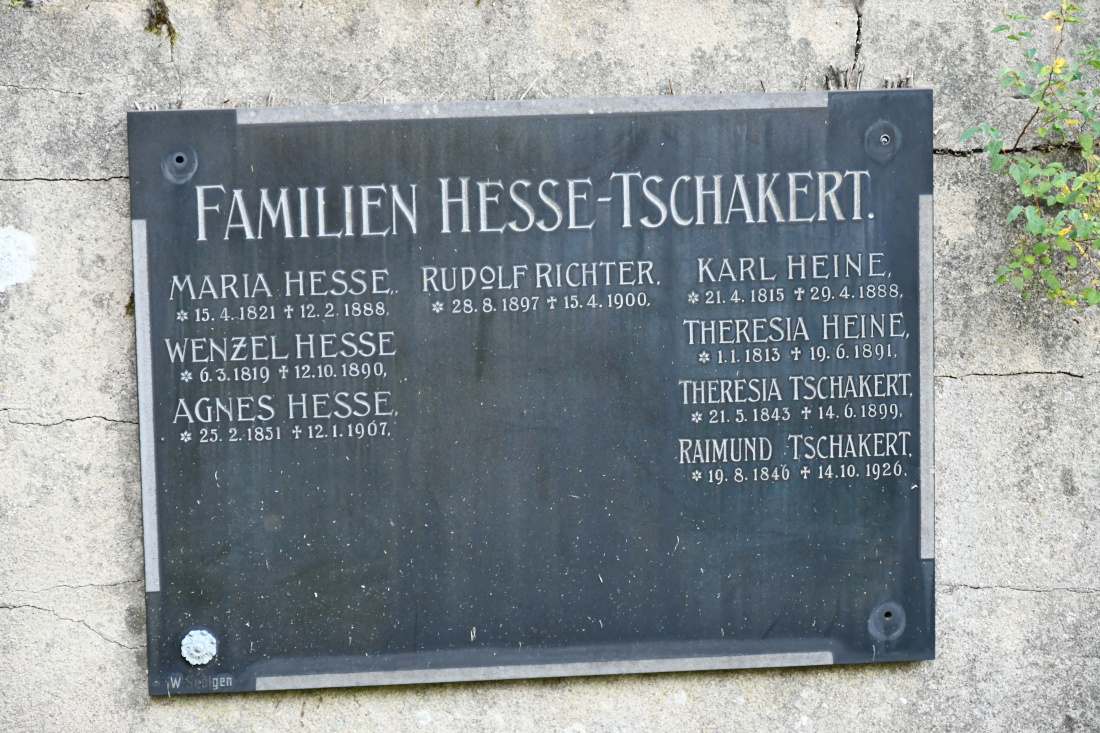 FAMILIEN HESSE-TSCHAKERT.
MARIA HESSE,
✲ 15.4.1821 ✝ 12.2.1888,
WENZEL HESSE
✲ 6.3.1819 ✝ 12.10.1890,
AGNES HESSE,
✲ 25.2.1851 ✝ 12.1.1907,
RUDOLF RICHTER,
✲ 28.8.1897 ✝ 15.4.1900,
KARL HEINE,
✲ 21.4.1815 ✝ 29.4.1888,
THERESIA HEINE,
✲ 1.1.1813 ✝ 19.6.1891,
THERESIA TSCHAKERT,
✲ 21.5.1843 ✝ 14.6.1899,
RAIMUND TSCHAKERT,
✲ 19.8.1846 ✝ 14.10.1926.
W